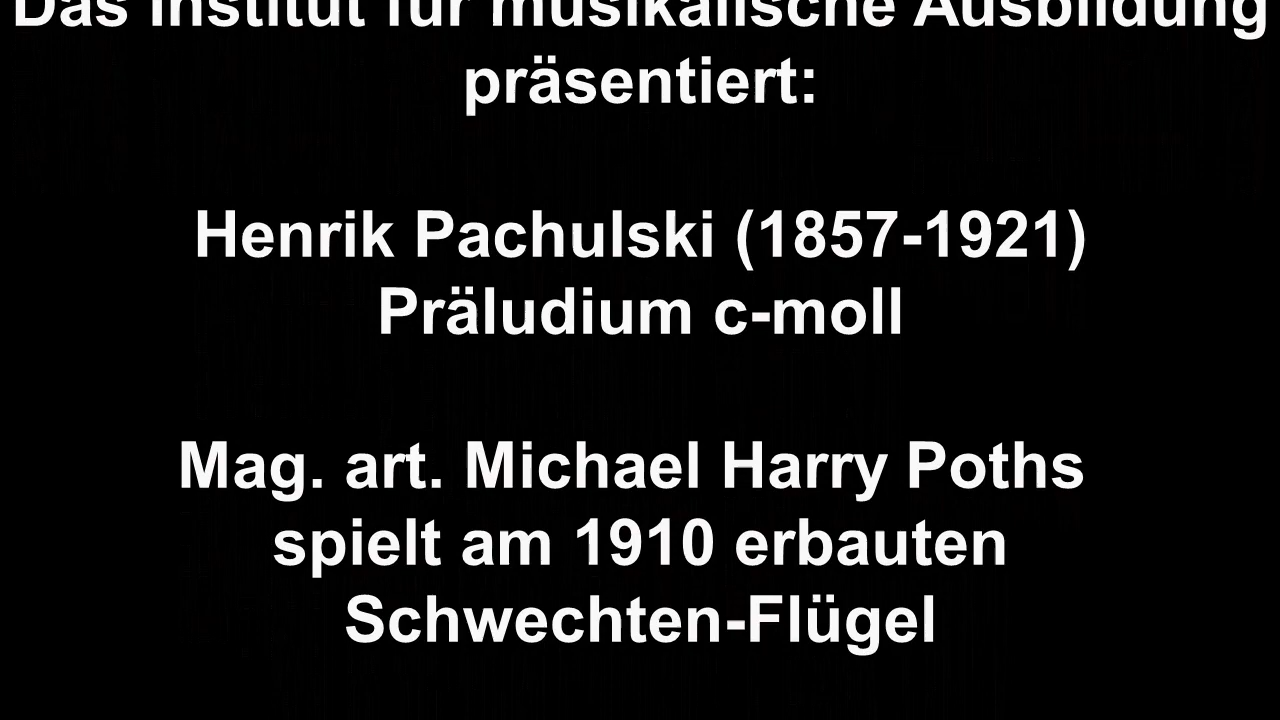 Das Institut für musikalische Ausbildung
präsentiert:
Henrik Pachulski (1857-1921)
Präludium c-moll
Mag. art. Michael Harry Poths
spielt am 1910 erbauten
Schwechten-Flügel